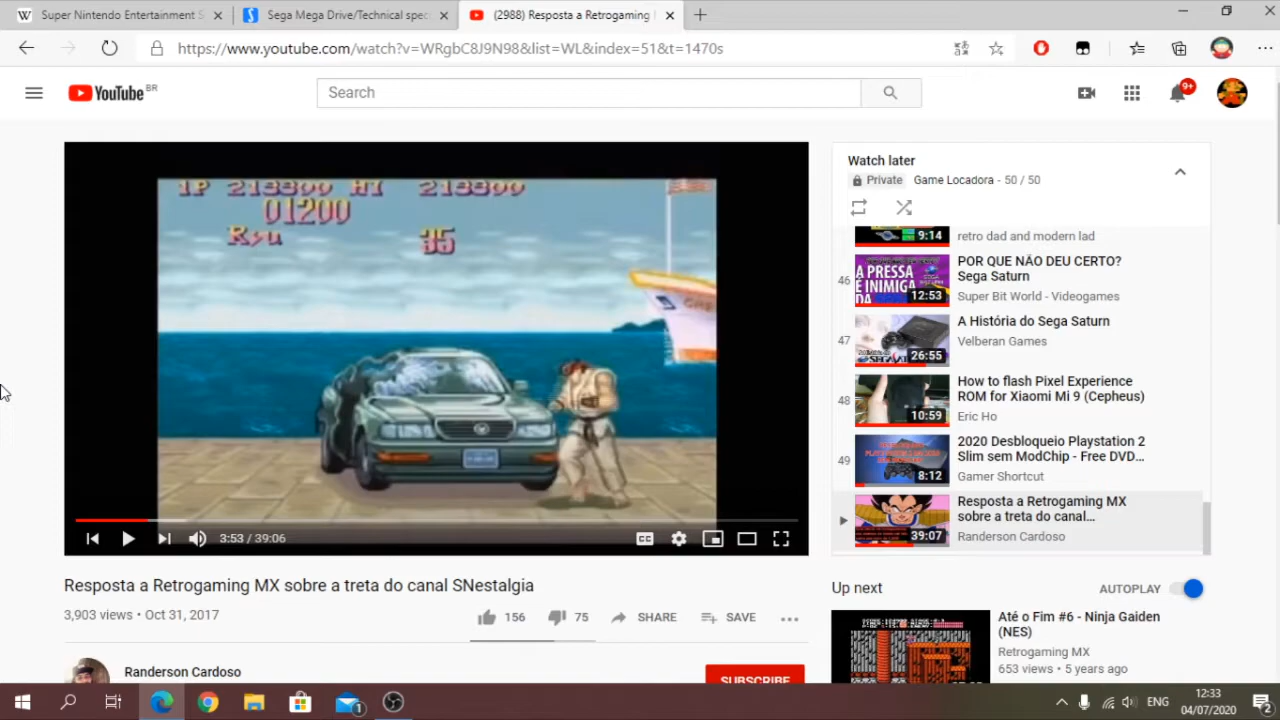 Super Nintendo Entertainment S
Sega Mega Drive/Technical spec
(2988) Resposta a Retrogaming
https://www.youtube.com/watch?v=WRgbC8J9N98&list=WL&index=51&t=1470s
YouTube BR
Search
9+
1P 213300 HI 213300
01200
Ryu
35
3:53 / 39:06
CC
Watch later
Private Game Locadora - 50 / 50
9:14
retro dad and modern lad
46
A PRESSA
É INIMIGA
DA
12:53
POR QUE NÃO DEU CERTO?
Sega Saturn
Super Bit World - Videogames
47
26:55
A História do Sega Saturn
Velberan Games
48
10:59
How to flash Pixel Experience
ROM for Xiaomi Mi 9 (Cepheus)
Eric Ho
49
8:12
2020 Desbloqueio Playstation 2
Slim sem ModChip - Free DVD...
Gamer Shortcut
39:07
Resposta a Retrogaming MX
sobre a treta do canal...
Randerson Cardoso
Resposta a Retrogaming MX sobre a treta do canal SNestalgia
3,903 views • Oct 31, 2017
156
75
SHARE
SAVE
Randerson Cardoso
SUBSCRIBE
Up next
AUTOPLAY
Até o Fim #6 - Ninja Gaiden
(NES)
Retrogaming MX
653 views • 5 years ago
1
ENG
12:33
04/07/2020
2